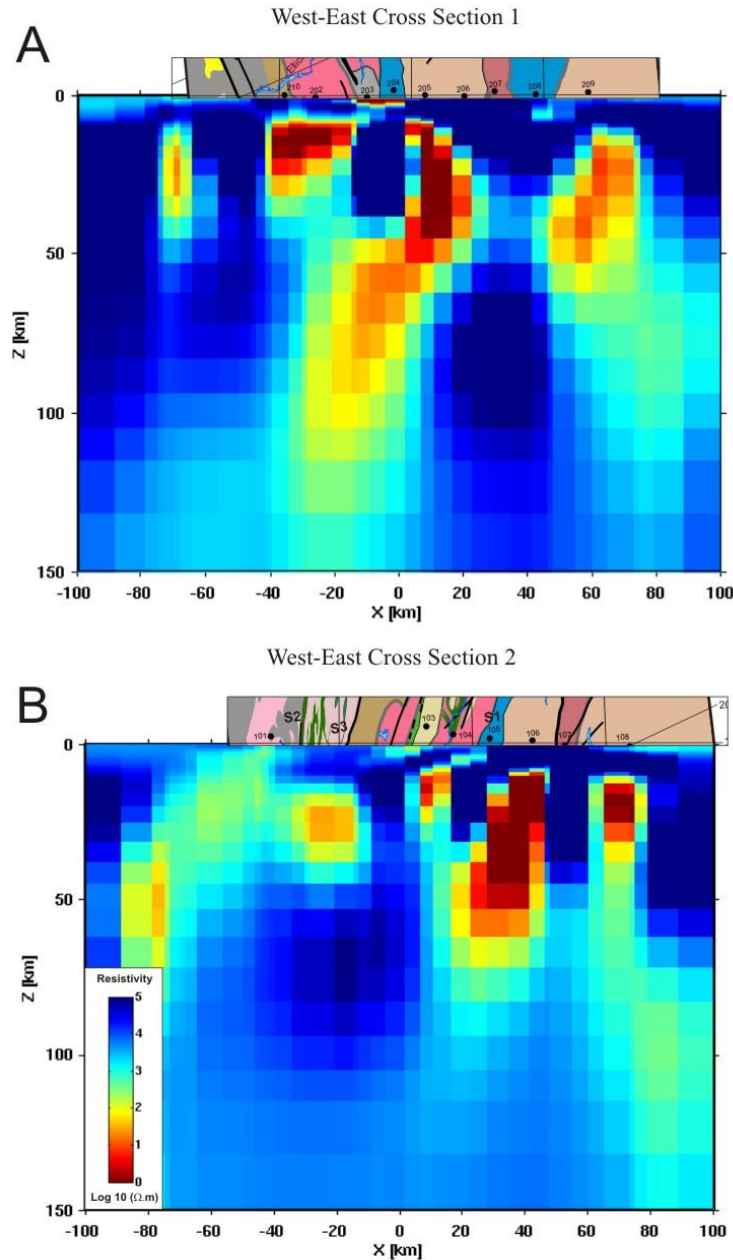 West-East Cross Section 1
A
210 202 203 204 205 206 207 208 209
0
50
100
150
Z [km]
-100 -80 -60 -40 -20 0 20 40 60 80 100
X [km]
West-East Cross Section 2
B
S2 S3 S1
101 103 104 105 106 107 108
0
50
100
150
Z [km]
Resistivity
5
4
3
2
1
0
Log 10 (Ω.m)
-100 -80 -60 -40 -20 0 20 40 60 80 100
X [km]